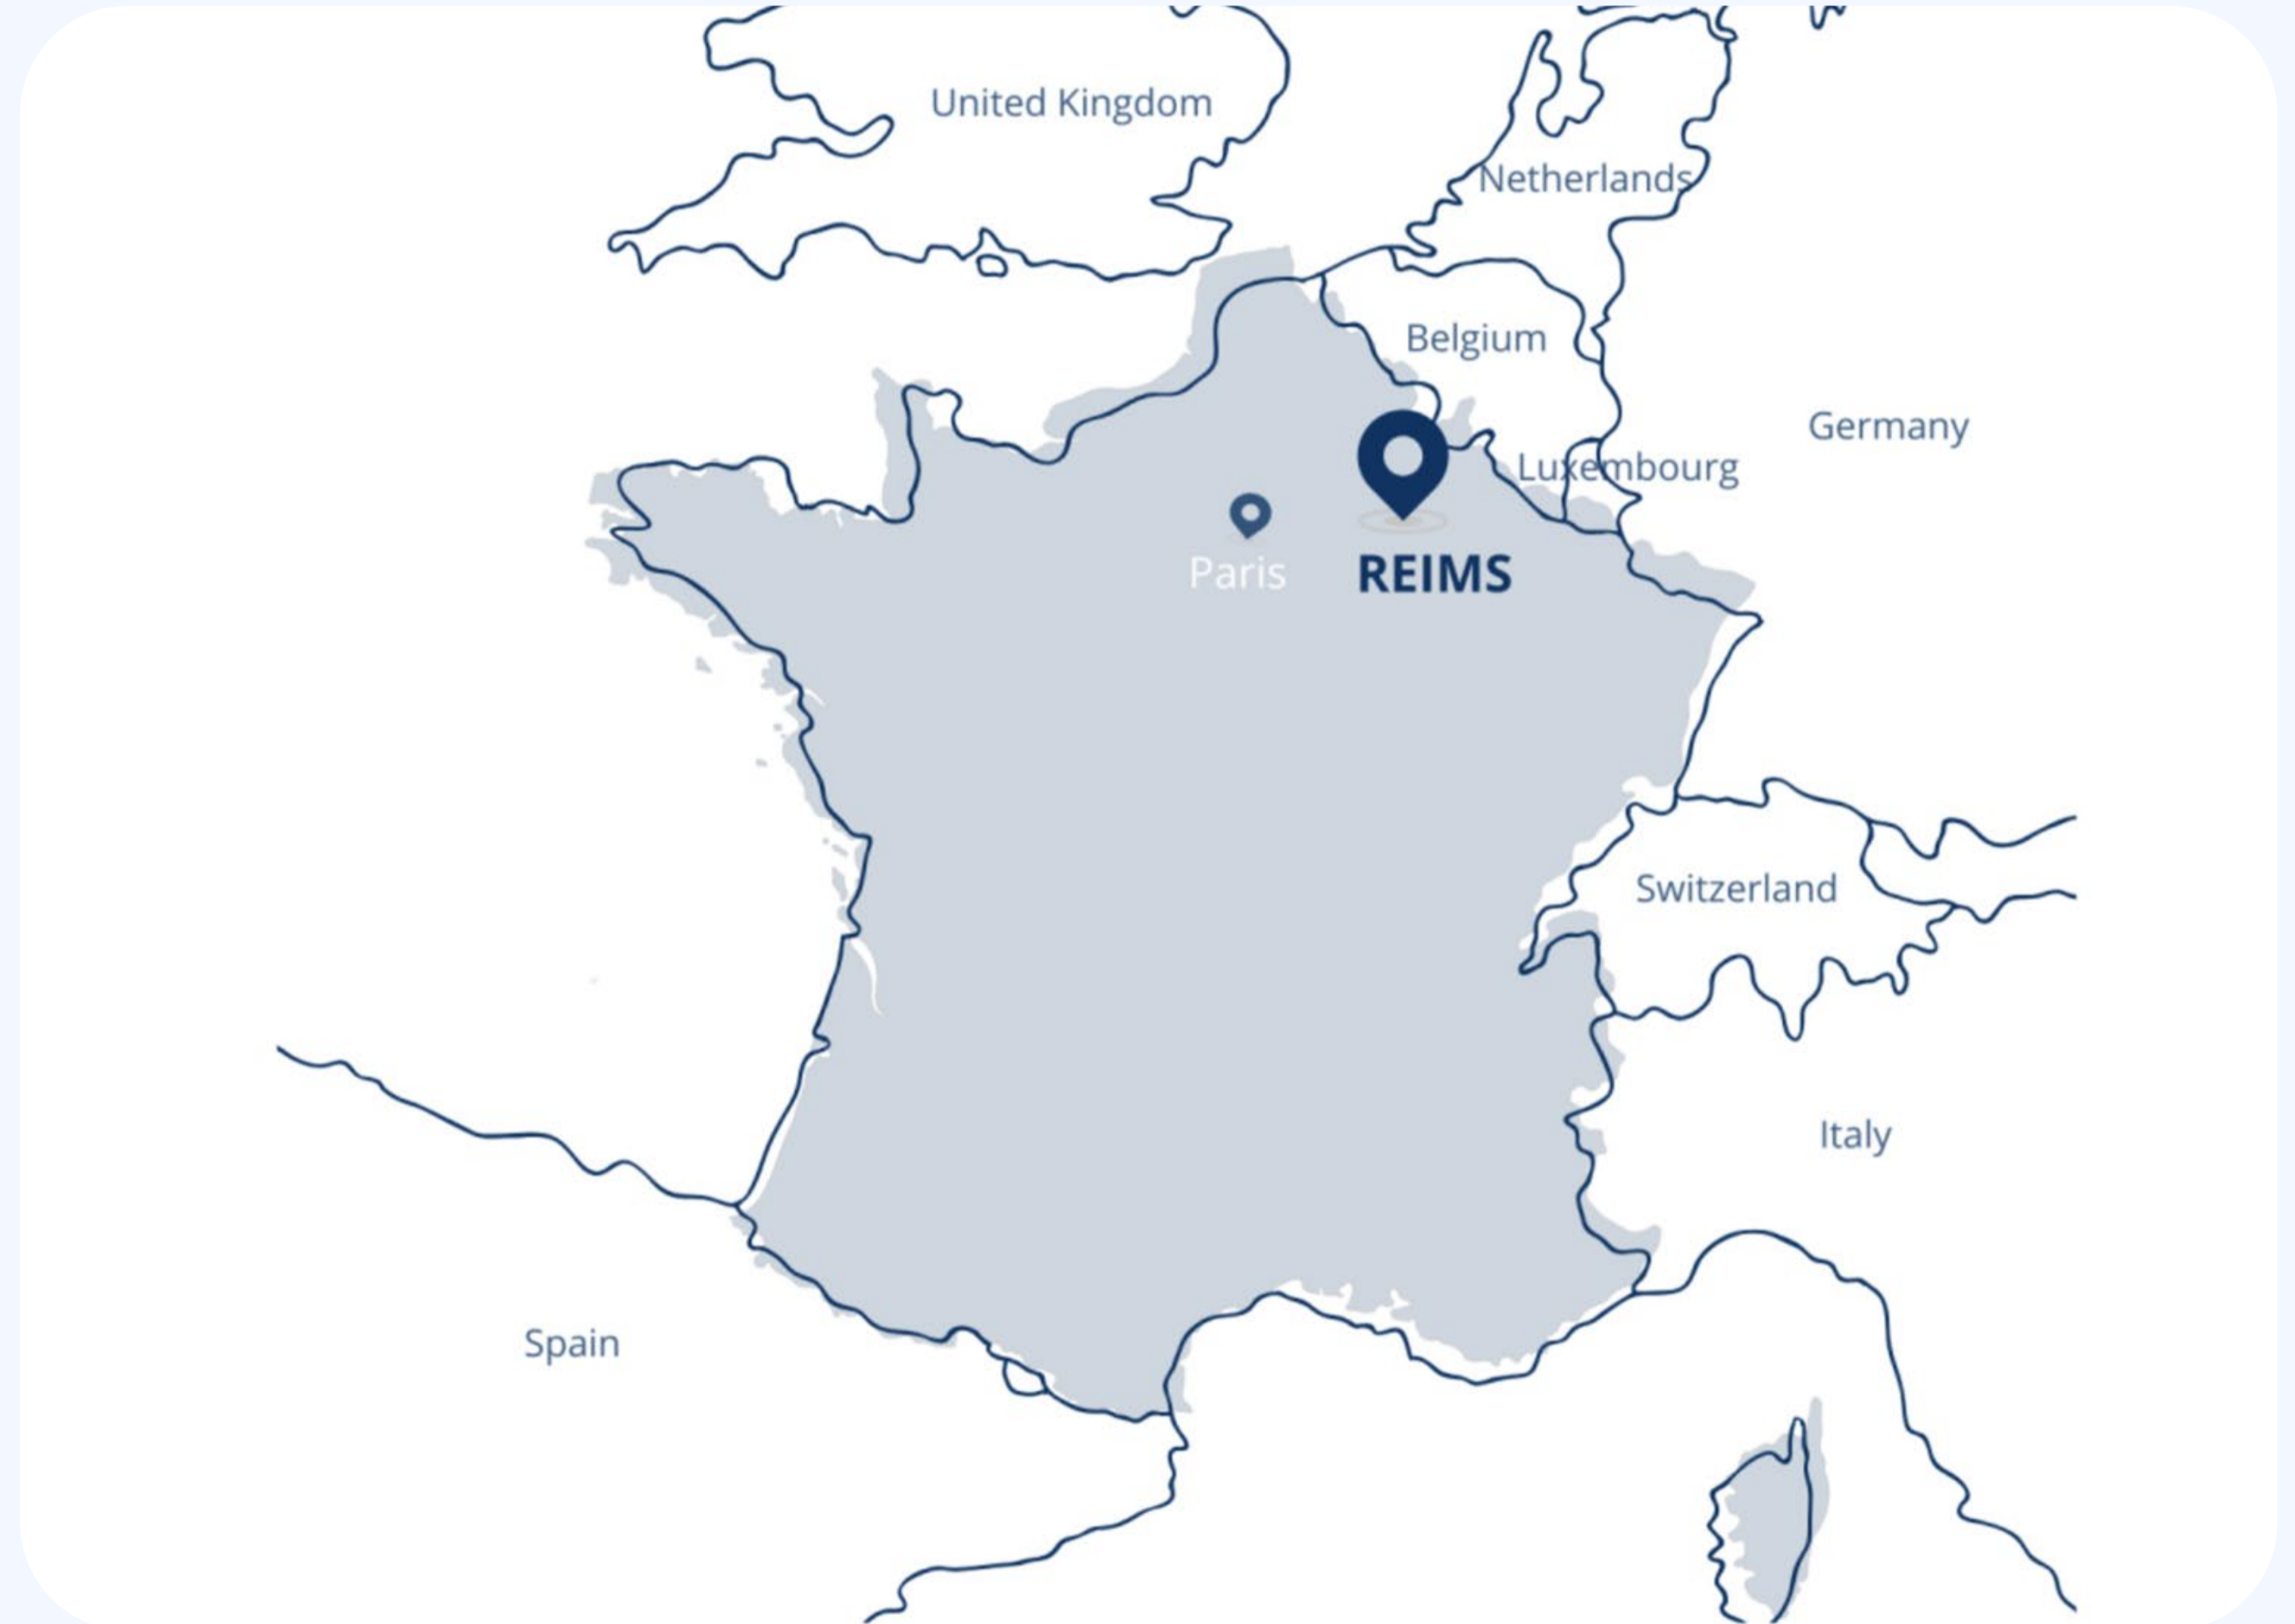 United Kingdom
Netherlands
Belgium
Germany
Luxembourg
Paris
REIMS
Switzerland
Italy
Spain